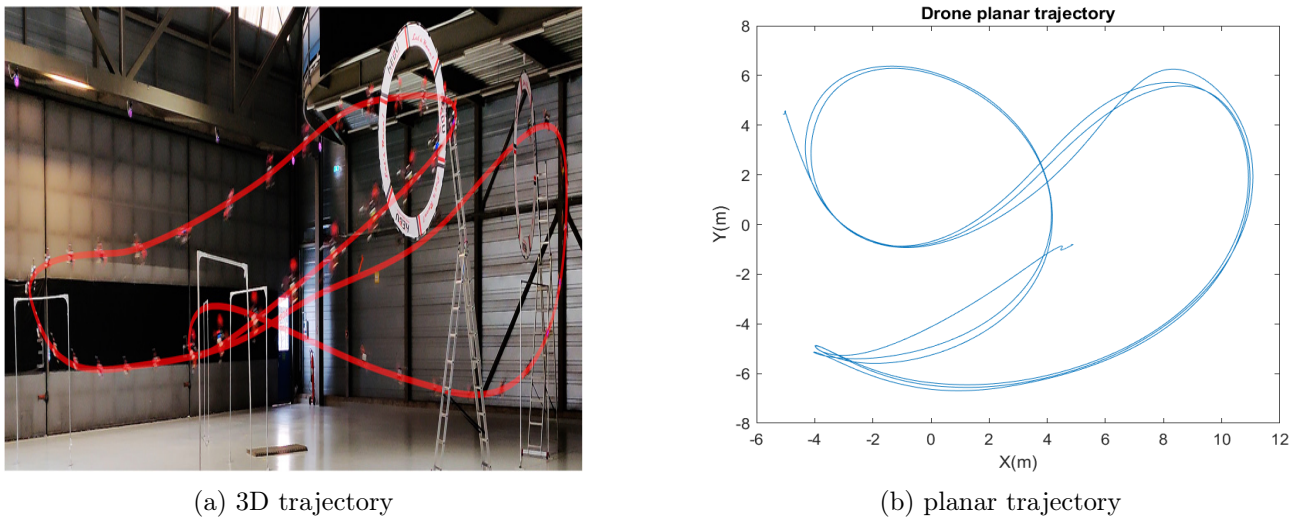 Drone planar trajectory
8
6
4
2
0
-2
-4
-6
-8
Y(m)
-6 -4 -2 0 2 4 6 8 10 12
X(m)
(a) 3D trajectory
(b) planar trajectory